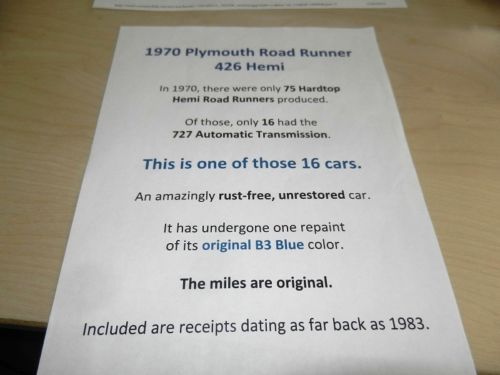 1970 Plymouth Road Runner
426 Hemi
In 1970, there were only 75 Hardtop
Hemi Road Runners produced.
Of those, only 16 had the
727 Automatic Transmission.
This is one of those 16 cars.
An amazingly rust-free, unrestored car.
It has undergone one repaint
of its original B3 Blue color.
The miles are original.
Included are receipts dating as far back as 1983.